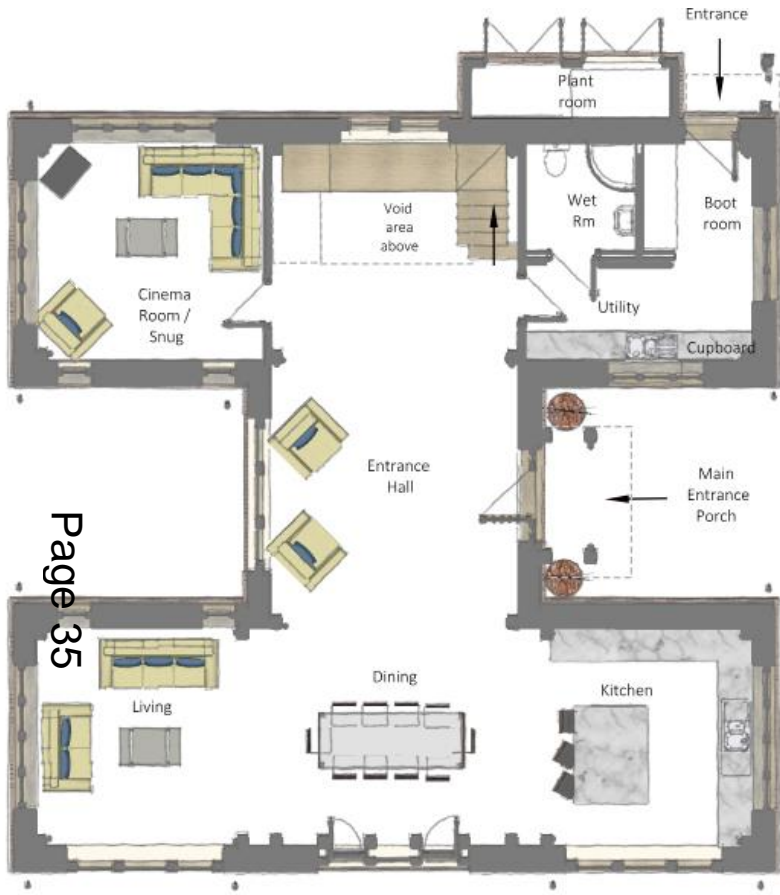 Entrance
Plant
room
Void
area
above
Wet
Rm
Boot
room
Cinema
Room /
Snug
Utility
Cupboard
Entrance
Hall
Main
Entrance
Porch
Page 35
Living
Dining
Kitchen